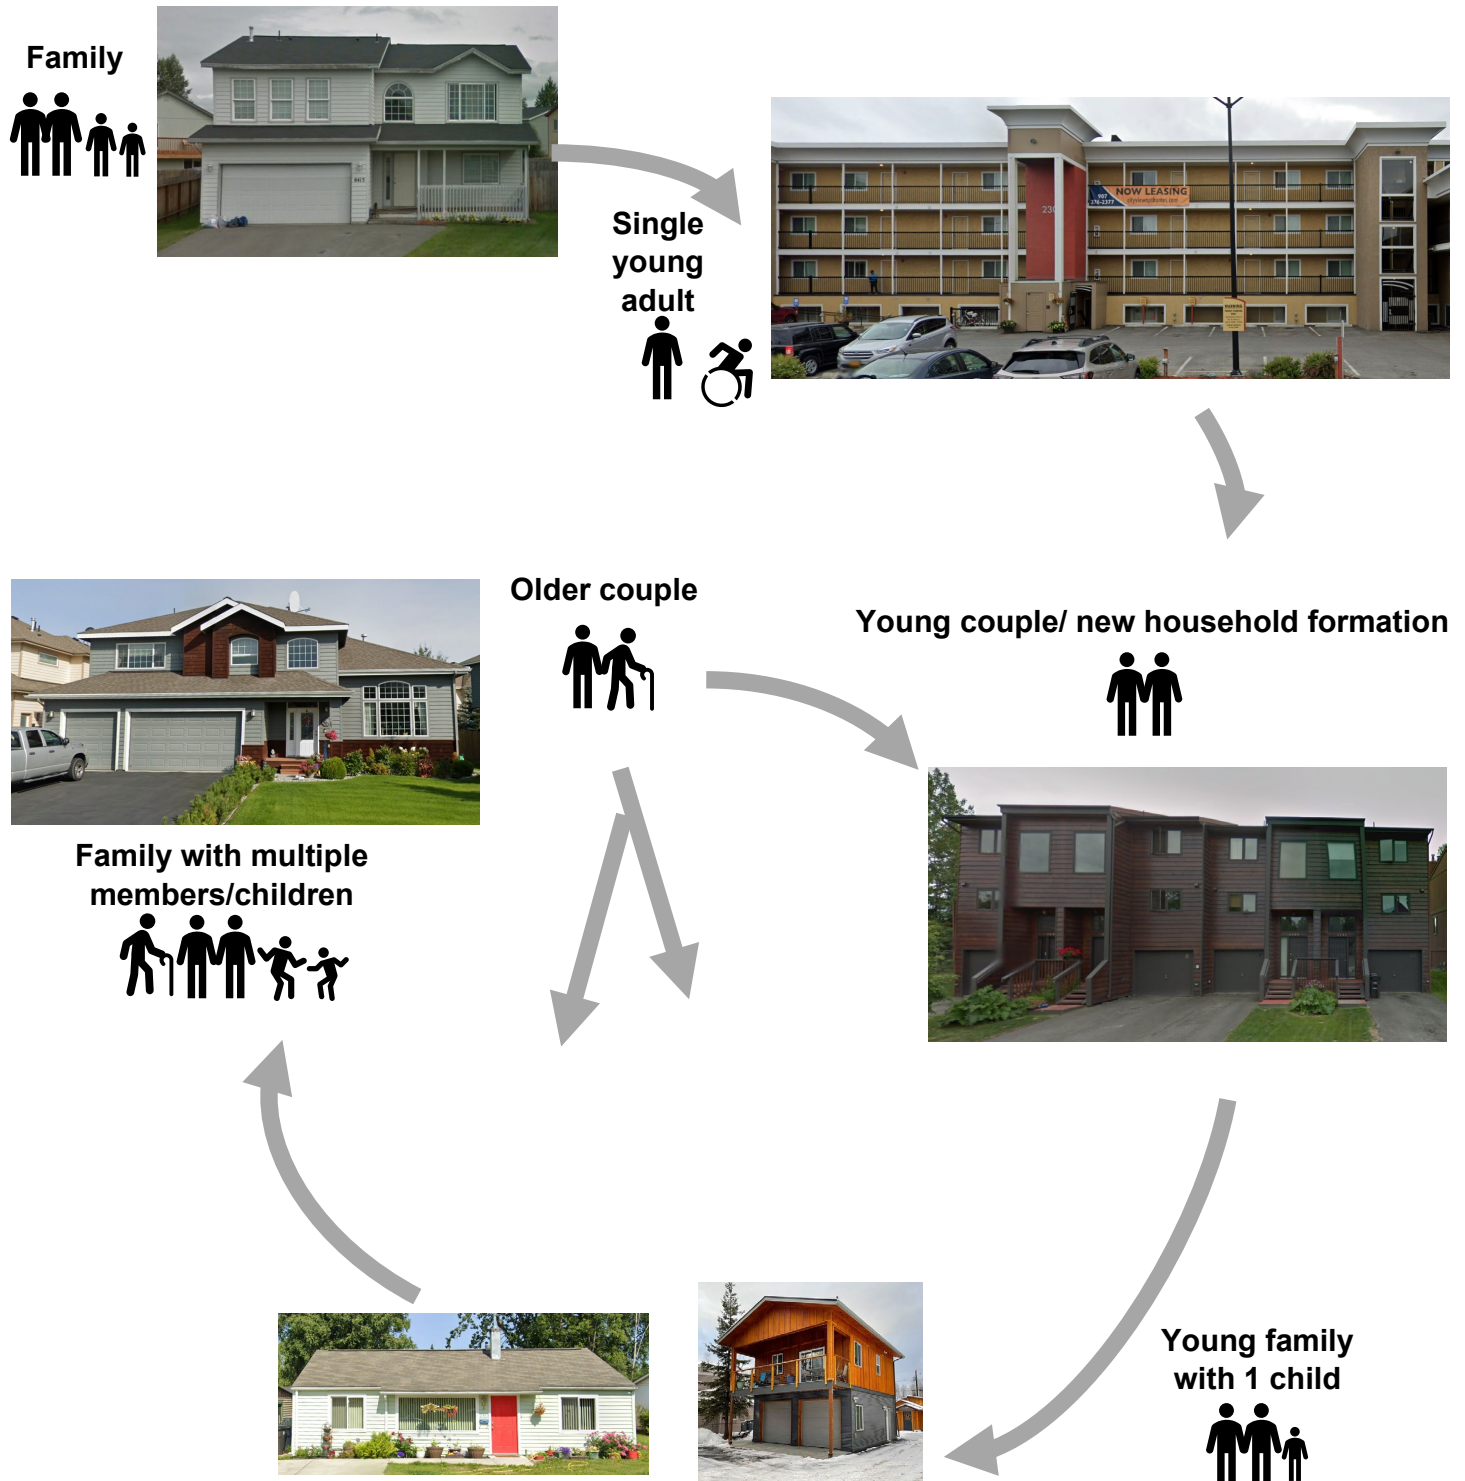 Family
Single
young
adult
NOW LEASING
907
Older couple
Young couple/ new household formation
Family with multiple
members/children
Young family
with 1 child